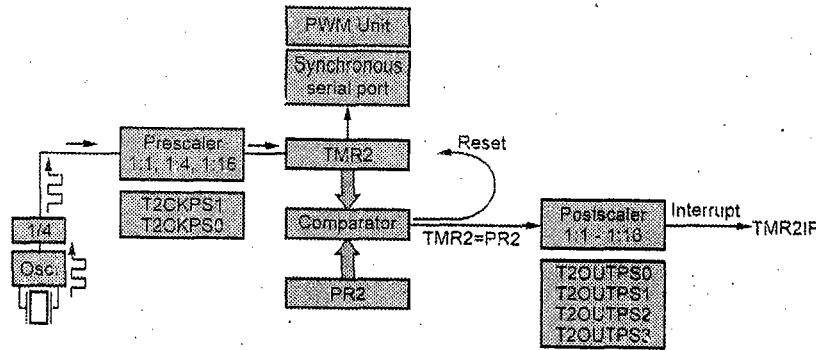 PWM Unit
Synchronous
serial port
Prescaler
1:1, 1:4, 1:16
TMR2
Reset
T2CKPS1
T2CKPS0
Comparator
Postscaler
1:1 - 1:16
Interrupt
TMR2IF
TMR2=PR2
1/4
Osc
PR2
T2OUTPS0
T2OUTPS1
T2OUTPS2
T2OUTPS3